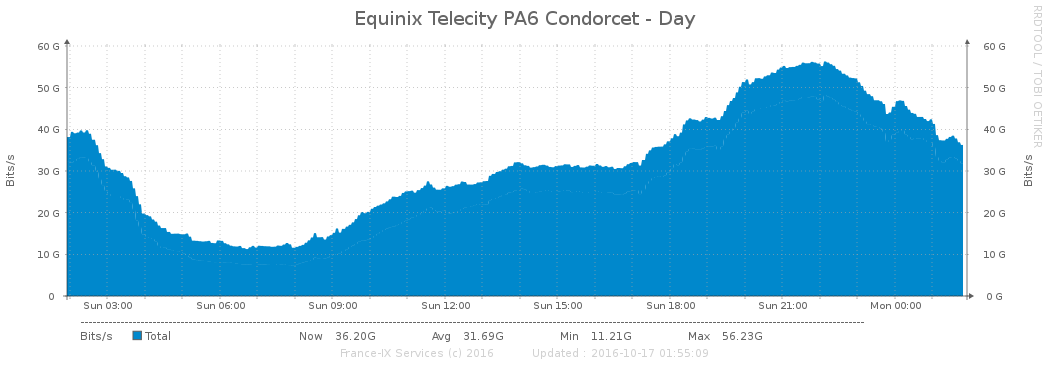 Equinix Telecity PA6 Condorcet - Day
RRDTOOL / TOBI OETIKER
Bits/s
60 G
50 G
40 G
30 G
20 G
10 G
0
60 G
50 G
40 G
30 G
20 G
10 G
0 G
Bits/s
Sun 03:00 Sun 06:00 Sun 09:00 Sun 12:00 Sun 15:00 Sun 18:00 Sun 21:00 Mon 00:00
Bits/s Total Now 36.20G Avg 31.69G Min 11.21G Max 56.23G
France-IX Services (c) 2016 Updated : 2016-10-17 01:55:09